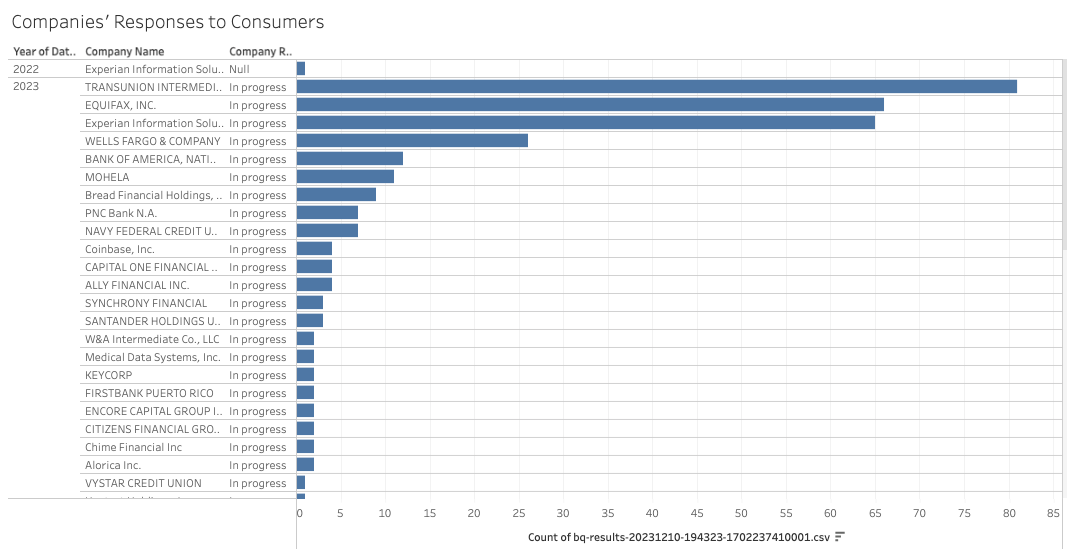 Companies’ Responses to Consumers
Year of Dat.. Company Name Company R..
2022 Experian Information Solu.. Null
2023 TRANSUNION INTERMEDI.. In progress
EQUIFAX, INC. In progress
Experian Information Solu.. In progress
WELLS FARGO & COMPANY In progress
BANK OF AMERICA, NATI.. In progress
MOHELA In progress
Bread Financial Holdings, .. In progress
PNC Bank N.A. In progress
NAVY FEDERAL CREDIT U.. In progress
Coinbase, Inc. In progress
CAPITAL ONE FINANCIAL .. In progress
ALLY FINANCIAL INC. In progress
SYNCHRONY FINANCIAL In progress
SANTANDER HOLDINGS U.. In progress
W&A Intermediate Co., LLC In progress
Medical Data Systems, Inc. In progress
KEYCORP In progress
FIRSTBANK PUERTO RICO In progress
ENCORE CAPITAL GROUP I.. In progress
CITIZENS FINANCIAL GRO.. In progress
Chime Financial Inc In progress
Alorica Inc. In progress
VYSTAR CREDIT UNION In progress
0 5 10 15 20 25 30 35 40 45 50 55 60 65 70 75 80 85
Count of bq-results-20231210-194323-1702237410001.csv